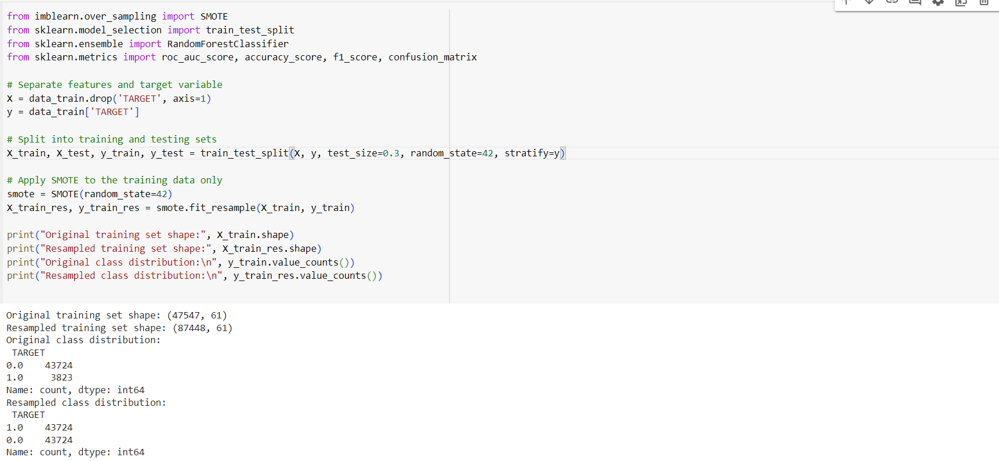 from imblearn.over_sampling import SMOTE
from sklearn.model_selection import train_test_split
from sklearn.ensemble import RandomForestClassifier
from sklearn.metrics import roc_auc_score, accuracy_score, f1_score, confusion_matrix
# Separate features and target variable
X = data_train.drop('TARGET', axis=1)
y = data_train['TARGET']
# Split into training and testing sets
X_train, X_test, y_train, y_test = train_test_split(X, y, test_size=0.3, random_state=42, stratify=y)
# Apply SMOTE to the training data only
smote = SMOTE(random_state=42)
X_train_res, y_train_res = smote.fit_resample(X_train, y_train)
print("Original training set shape:", X_train.shape)
print("Resampled training set shape:", X_train_res.shape)
print("Original class distribution:\n", y_train.value_counts())
print("Resampled class distribution:\n", y_train_res.value_counts())
Original training set shape: (47547, 61)
Resampled training set shape: (87448, 61)
Original class distribution:
TARGET
0.0    43724
1.0     3823
Name: count, dtype: int64
Resampled class distribution:
TARGET
1.0    43724
0.0    43724
Name: count, dtype: int64